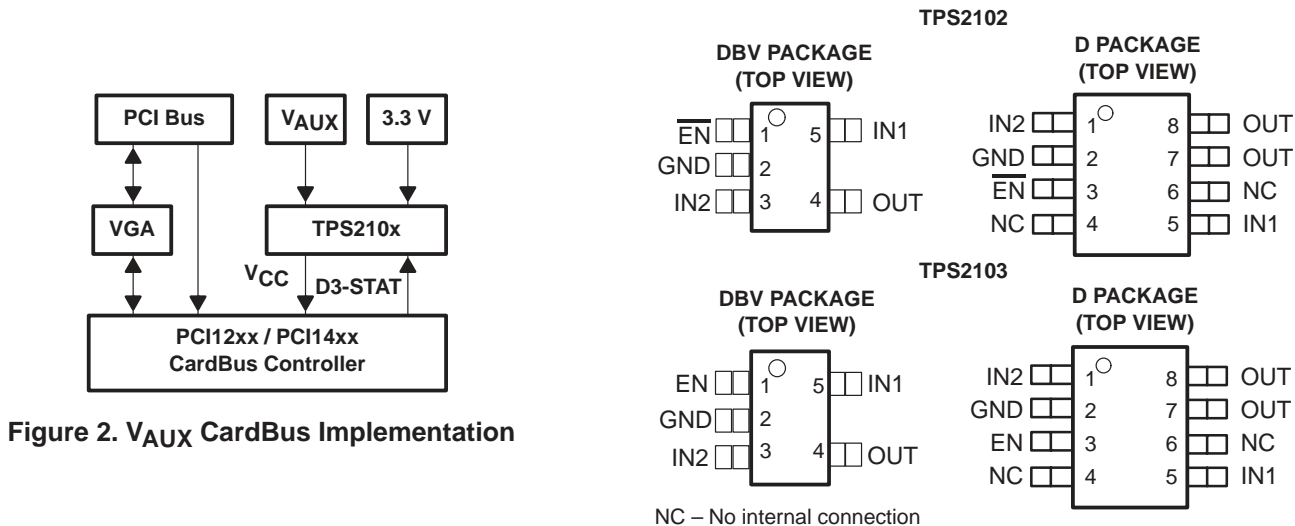 PCI Bus
VAUX
3.3 V
VGA
TPS210x
VCC
D3-STAT
PCI12xx / PCI14xx
CardBus Controller
Figure 2. VAUX CardBus Implementation
TPS2102
DBV PACKAGE
(TOP VIEW)
EN 1 5 IN1
GND 2
IN2 3 4 OUT
D PACKAGE
(TOP VIEW)
IN2 1 8 OUT
GND 2 7 OUT
EN 3 6 NC
NC 4 5 IN1
TPS2103
DBV PACKAGE
(TOP VIEW)
EN 1 5 IN1
GND 2
IN2 3 4 OUT
D PACKAGE
(TOP VIEW)
IN2 1 8 OUT
GND 2 7 OUT
EN 3 6 NC
NC 4 5 IN1
NC – No internal connection